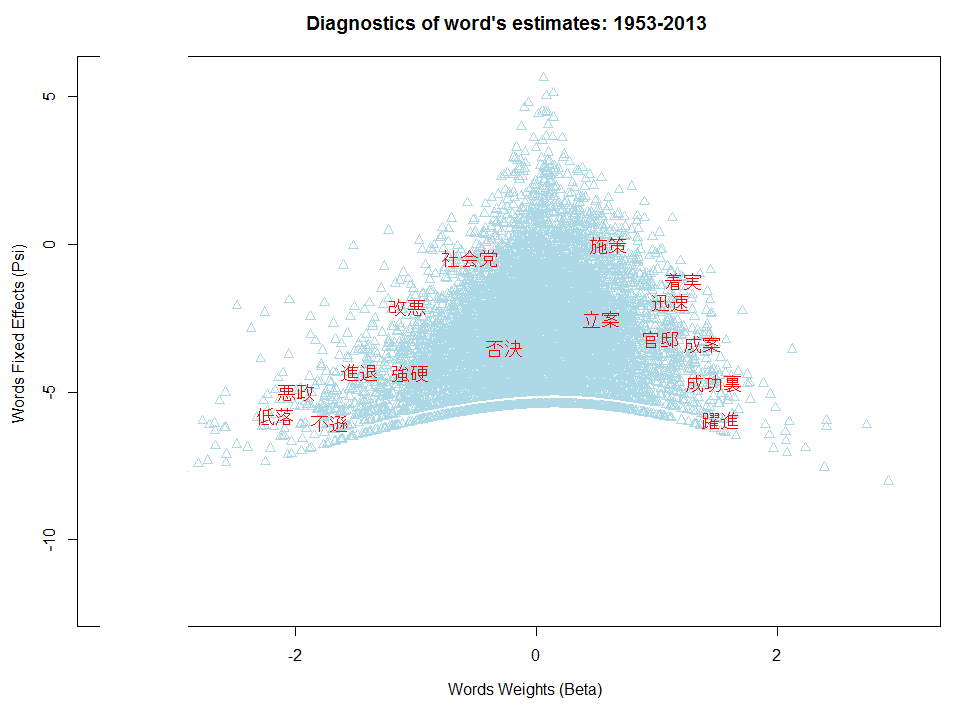 Diagnostics of word's estimates: 1953-2013
Words Fixed Effects (Psi)
5
0
-5
-10
施策
社会党
着実
迅速
改悪
立案
官邸
成案
否決
進退
強硬
成功裏
悪政
低落
不遜
躍進
-2
0
2
Words Weights (Beta)